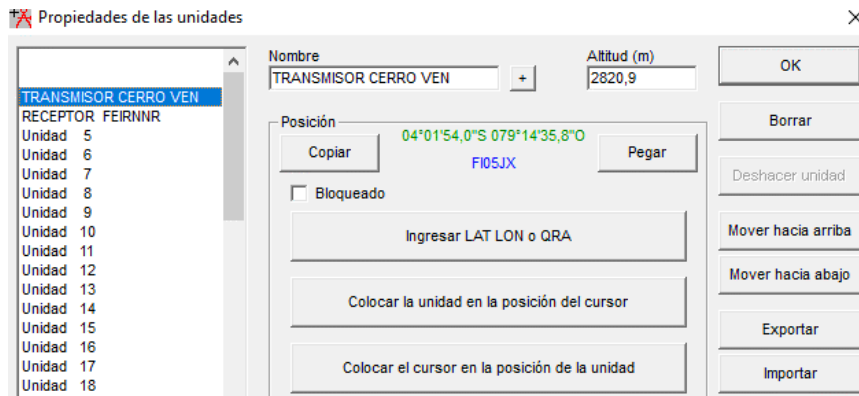 Propiedades de las unidades
TRANSMISOR CERRO VEN
RECEPTOR FEIRNNR
Unidad 5
Unidad 6
Unidad 7
Unidad 8
Unidad 9
Unidad 10
Unidad 11
Unidad 12
Unidad 13
Unidad 14
Unidad 15
Unidad 16
Unidad 17
Unidad 18
Nombre
TRANSMISOR CERRO VEN
+
Altitud (m)
2820,9
Posición
Copiar
04°01'54,0"S 079°14'35,8"O
FI05JX
Pegar
Bloqueado
Ingresar LAT LON o QRA
Colocar la unidad en la posición del cursor
Colocar el cursor en la posición de la unidad
OK
Borrar
Deshacer unidad
Mover hacia arriba
Mover hacia abajo
Exportar
Importar